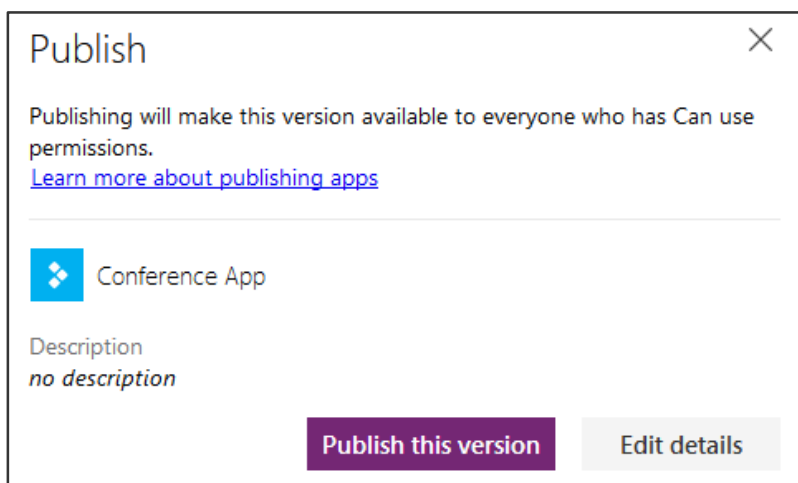 Publish
Publishing will make this version available to everyone who has Can use
permissions.
Learn more about publishing apps
Conference App
Description
no description
Publish this version
Edit details